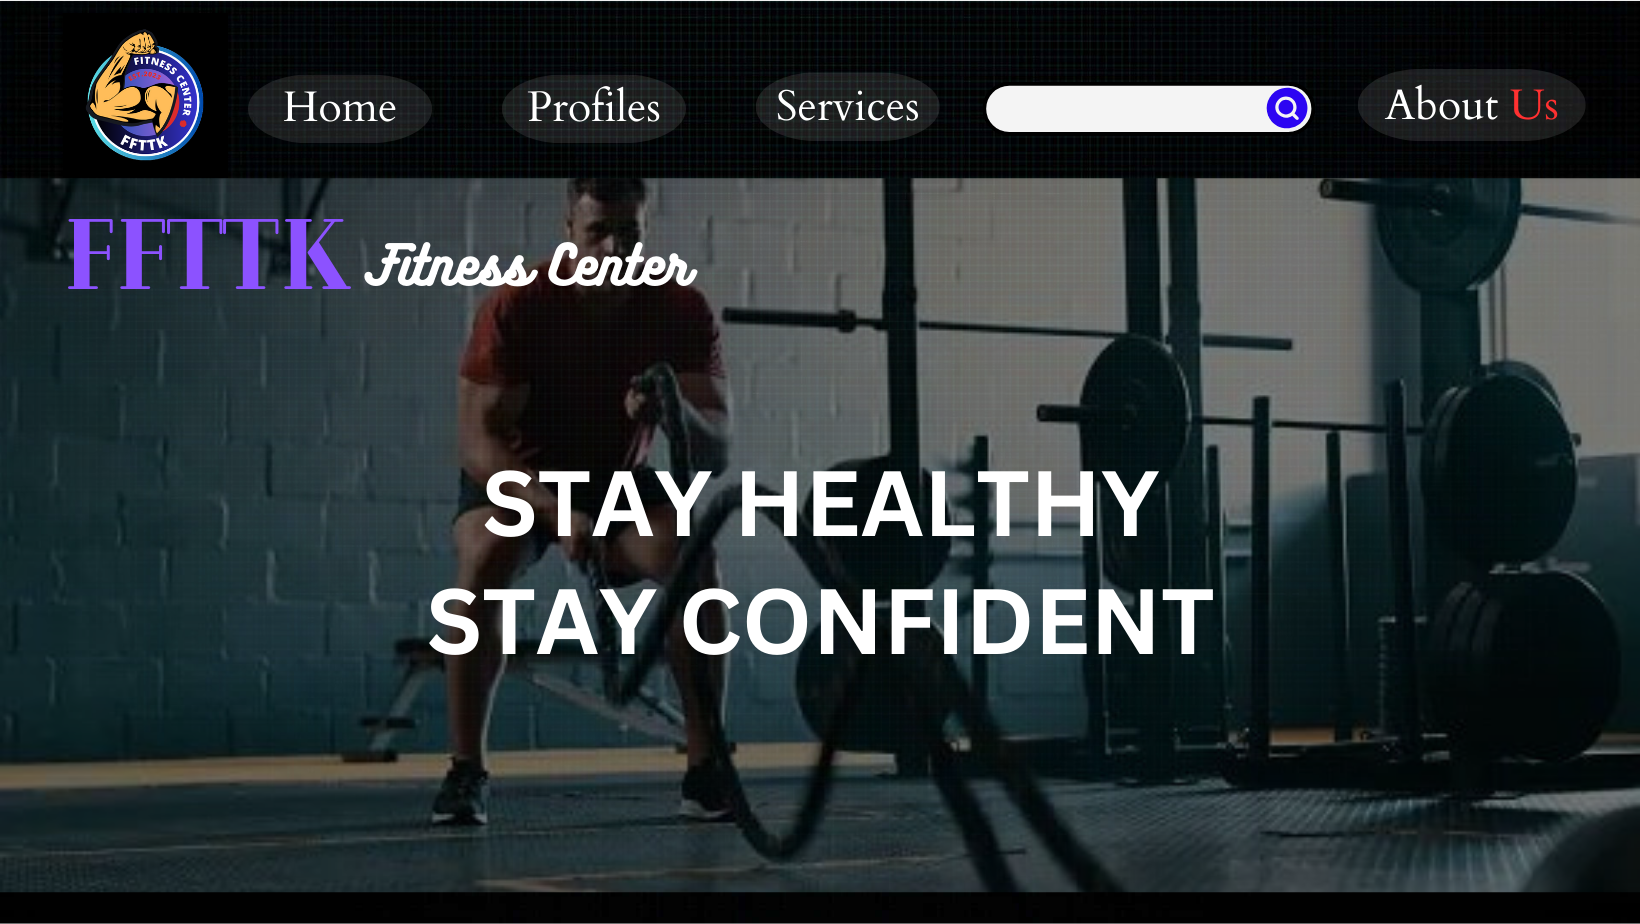 FITNESS CENTER
FFTTK
Home
Profiles
Services
About Us
FFTTK Fitness Center
STAY HEALTHY
STAY CONFIDENT